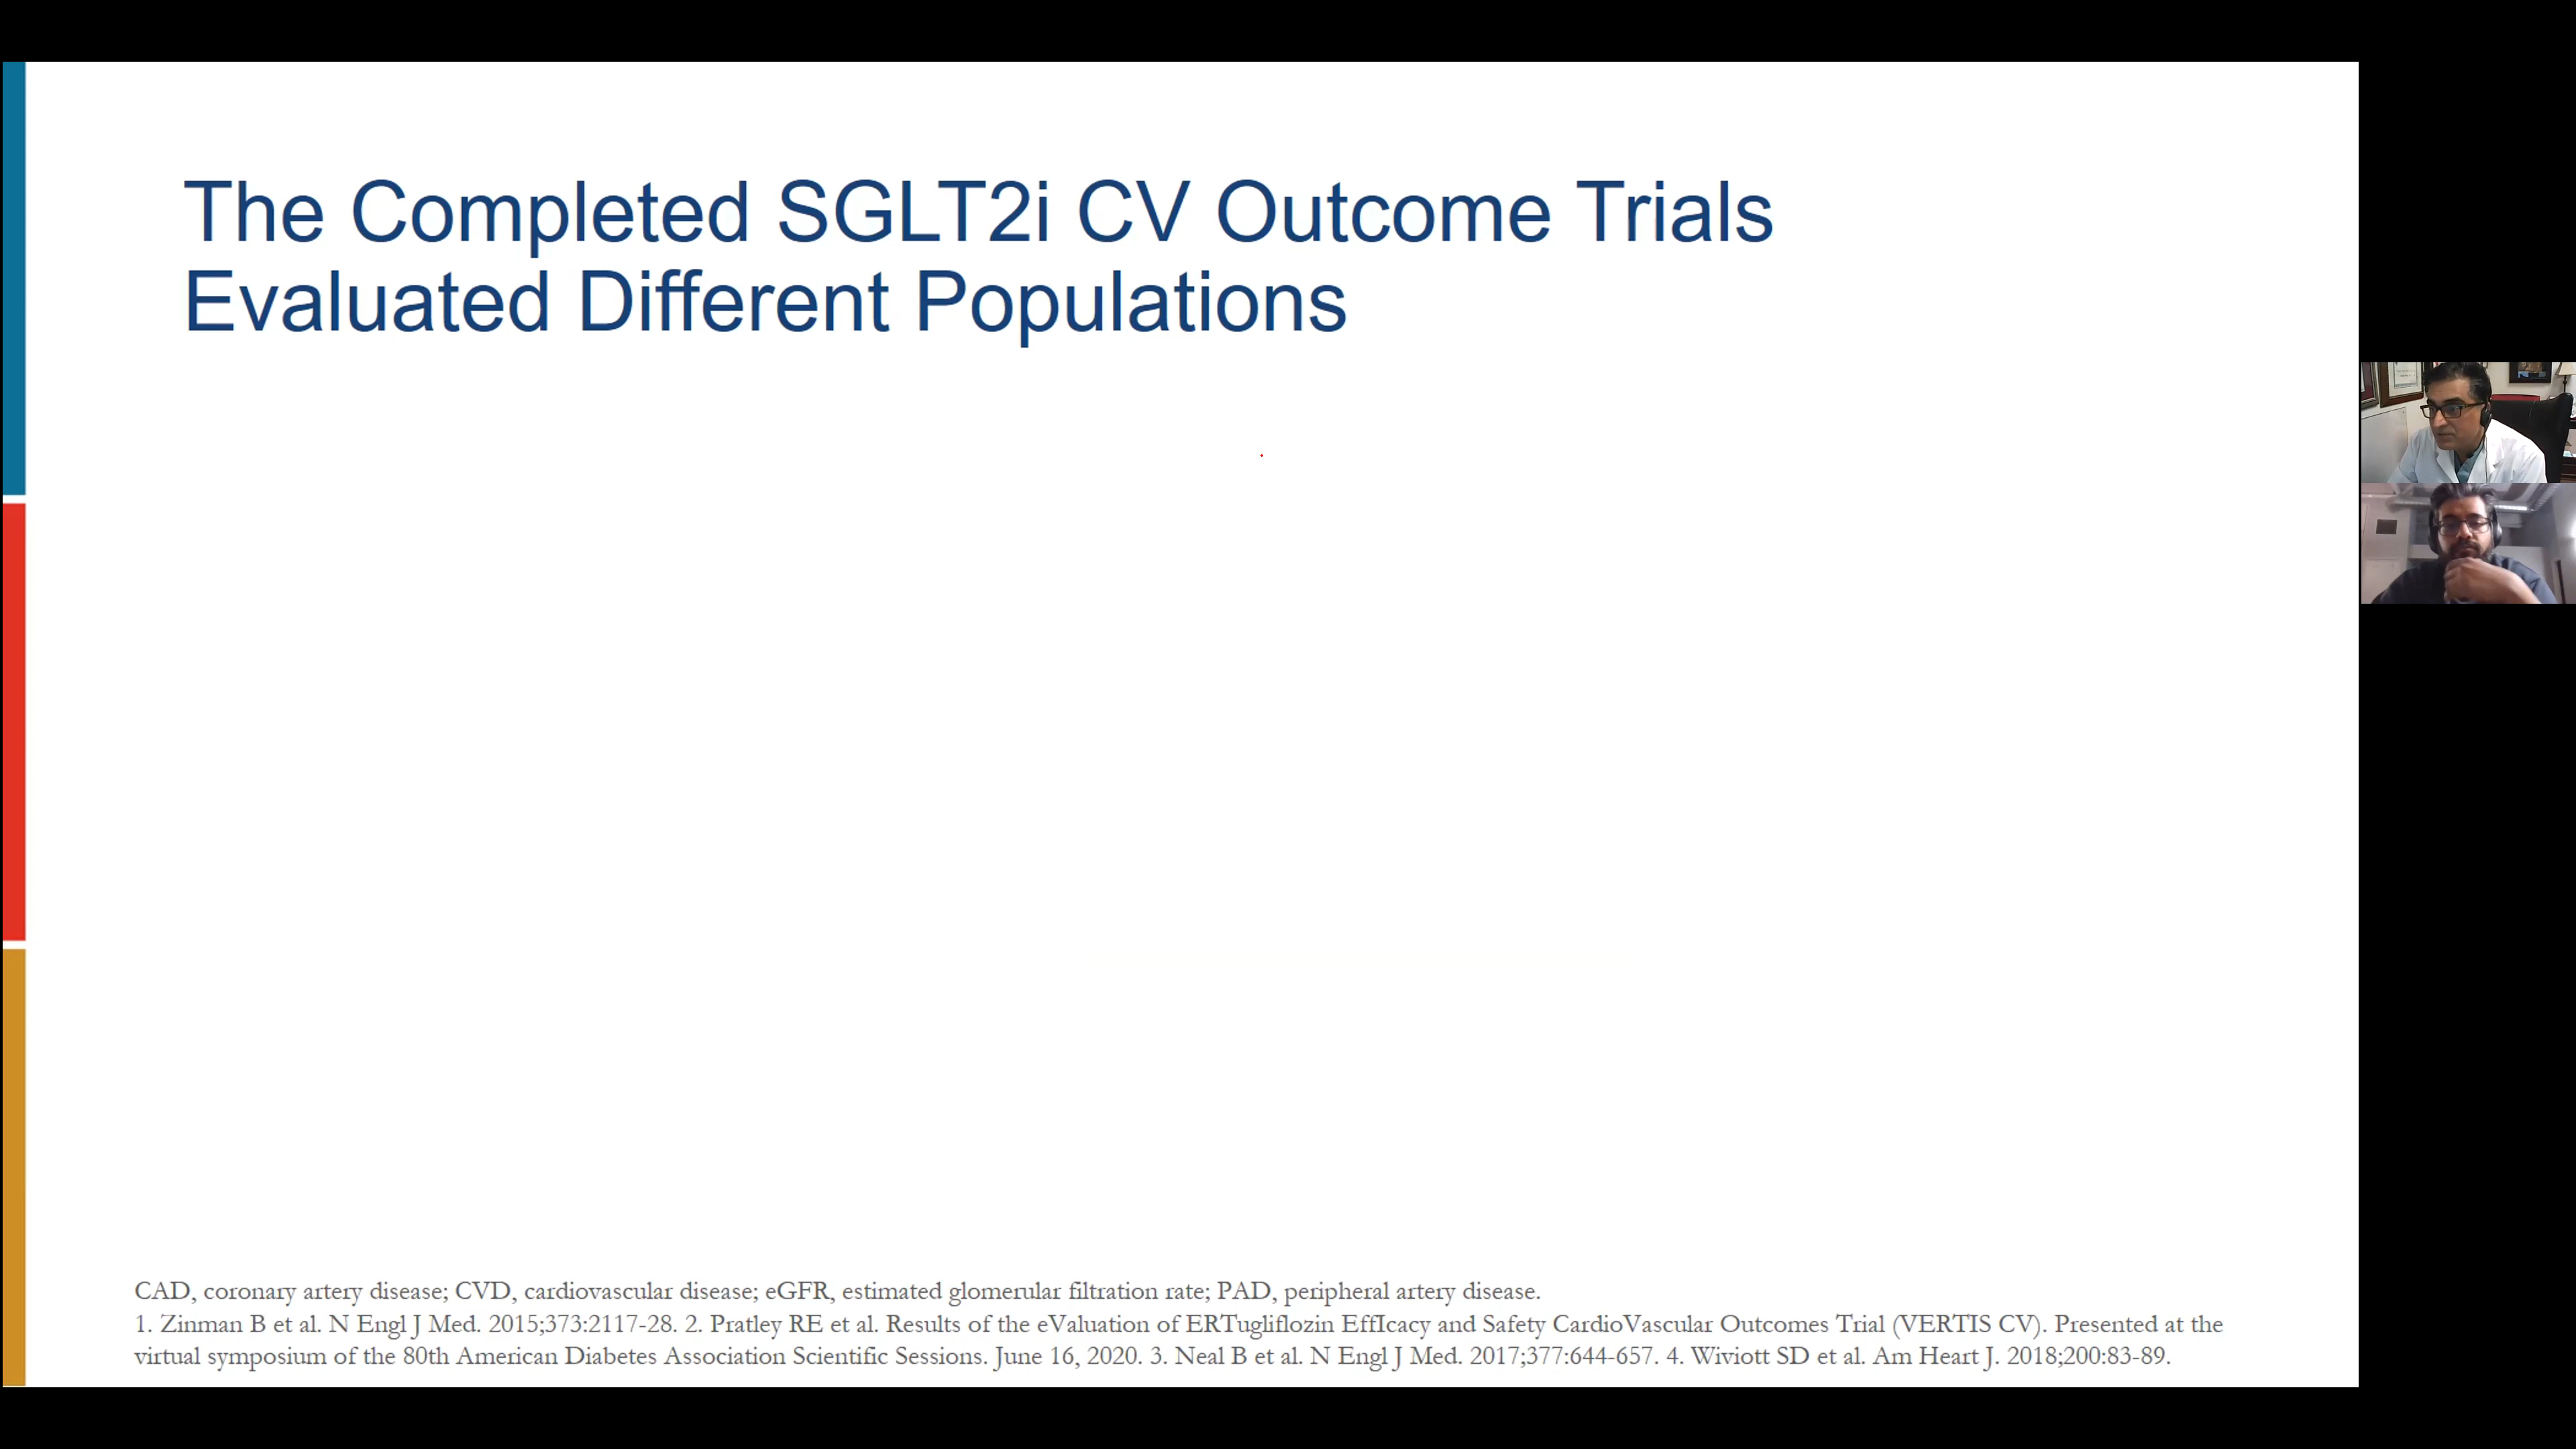 The Completed SGLT2i CV Outcome Trials
Evaluated Different Populations
CAD, coronary artery disease; CVD, cardiovascular disease; eGFR, estimated glomerular filtration rate; PAD, peripheral artery disease.
1. Zinman B et al. N Engl J Med. 2015;373:2117-28. 2. Pratley RE et al. Results of the eValuation of ERTugliflozin EffIcacy and Safety CardioVascular Outcomes Trial (VERTIS CV). Presented at the
virtual symposium of the 80th American Diabetes Association Scientific Sessions. June 16, 2020. 3. Neal B et al. N Engl J Med. 2017;377:644-657. 4. Wiviott SD et al. Am Heart J. 2018;200:83-89.